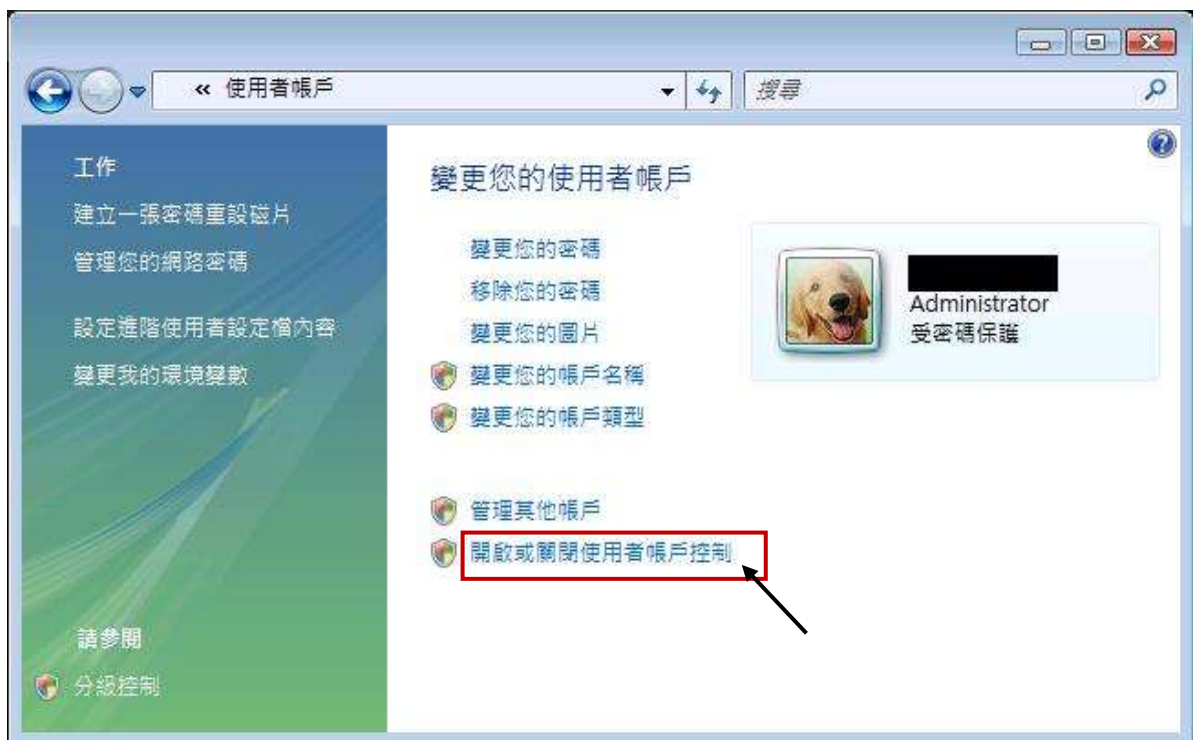 « 使用者帳戶
搜尋
工作
建立一張密碼重設磁片
管理您的網路密碼
設定進階使用者設定檔內容
變更我的環境變數
請參閱
分級控制
變更您的使用者帳戶
變更您的密碼
移除您的密碼
變更您的圖片
變更您的帳戶名稱
變更您的帳戶類型
管理其他帳戶
開啟或關閉使用者帳戶控制
Administrator
受密碼保護